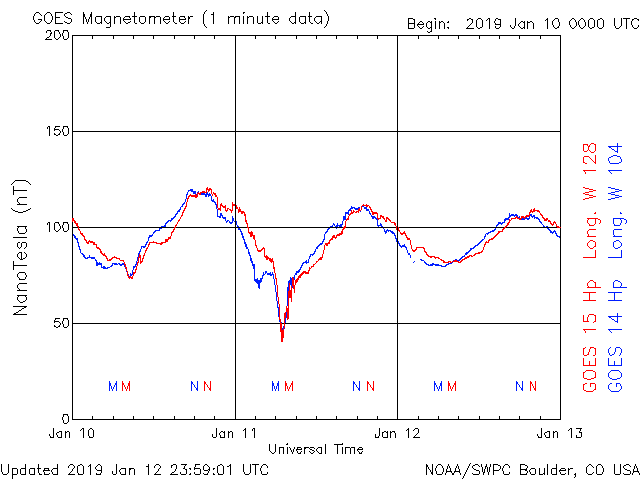 GOES Magnetometer (1 minute data)
Begin: 2019 Jan 10 0000 UTC
200
150
100
50
0
NanoTesla (nT)
M M N N M M N N M M N N
Jan 10 Jan 11 Jan 12 Jan 13
Universal Time
GOES 15 Hp Long. W 128
GOES 14 Hp Long. W 104
Updated 2019 Jan 12 23:59:01 UTC
NOAA/SWPC Boulder, CO USA